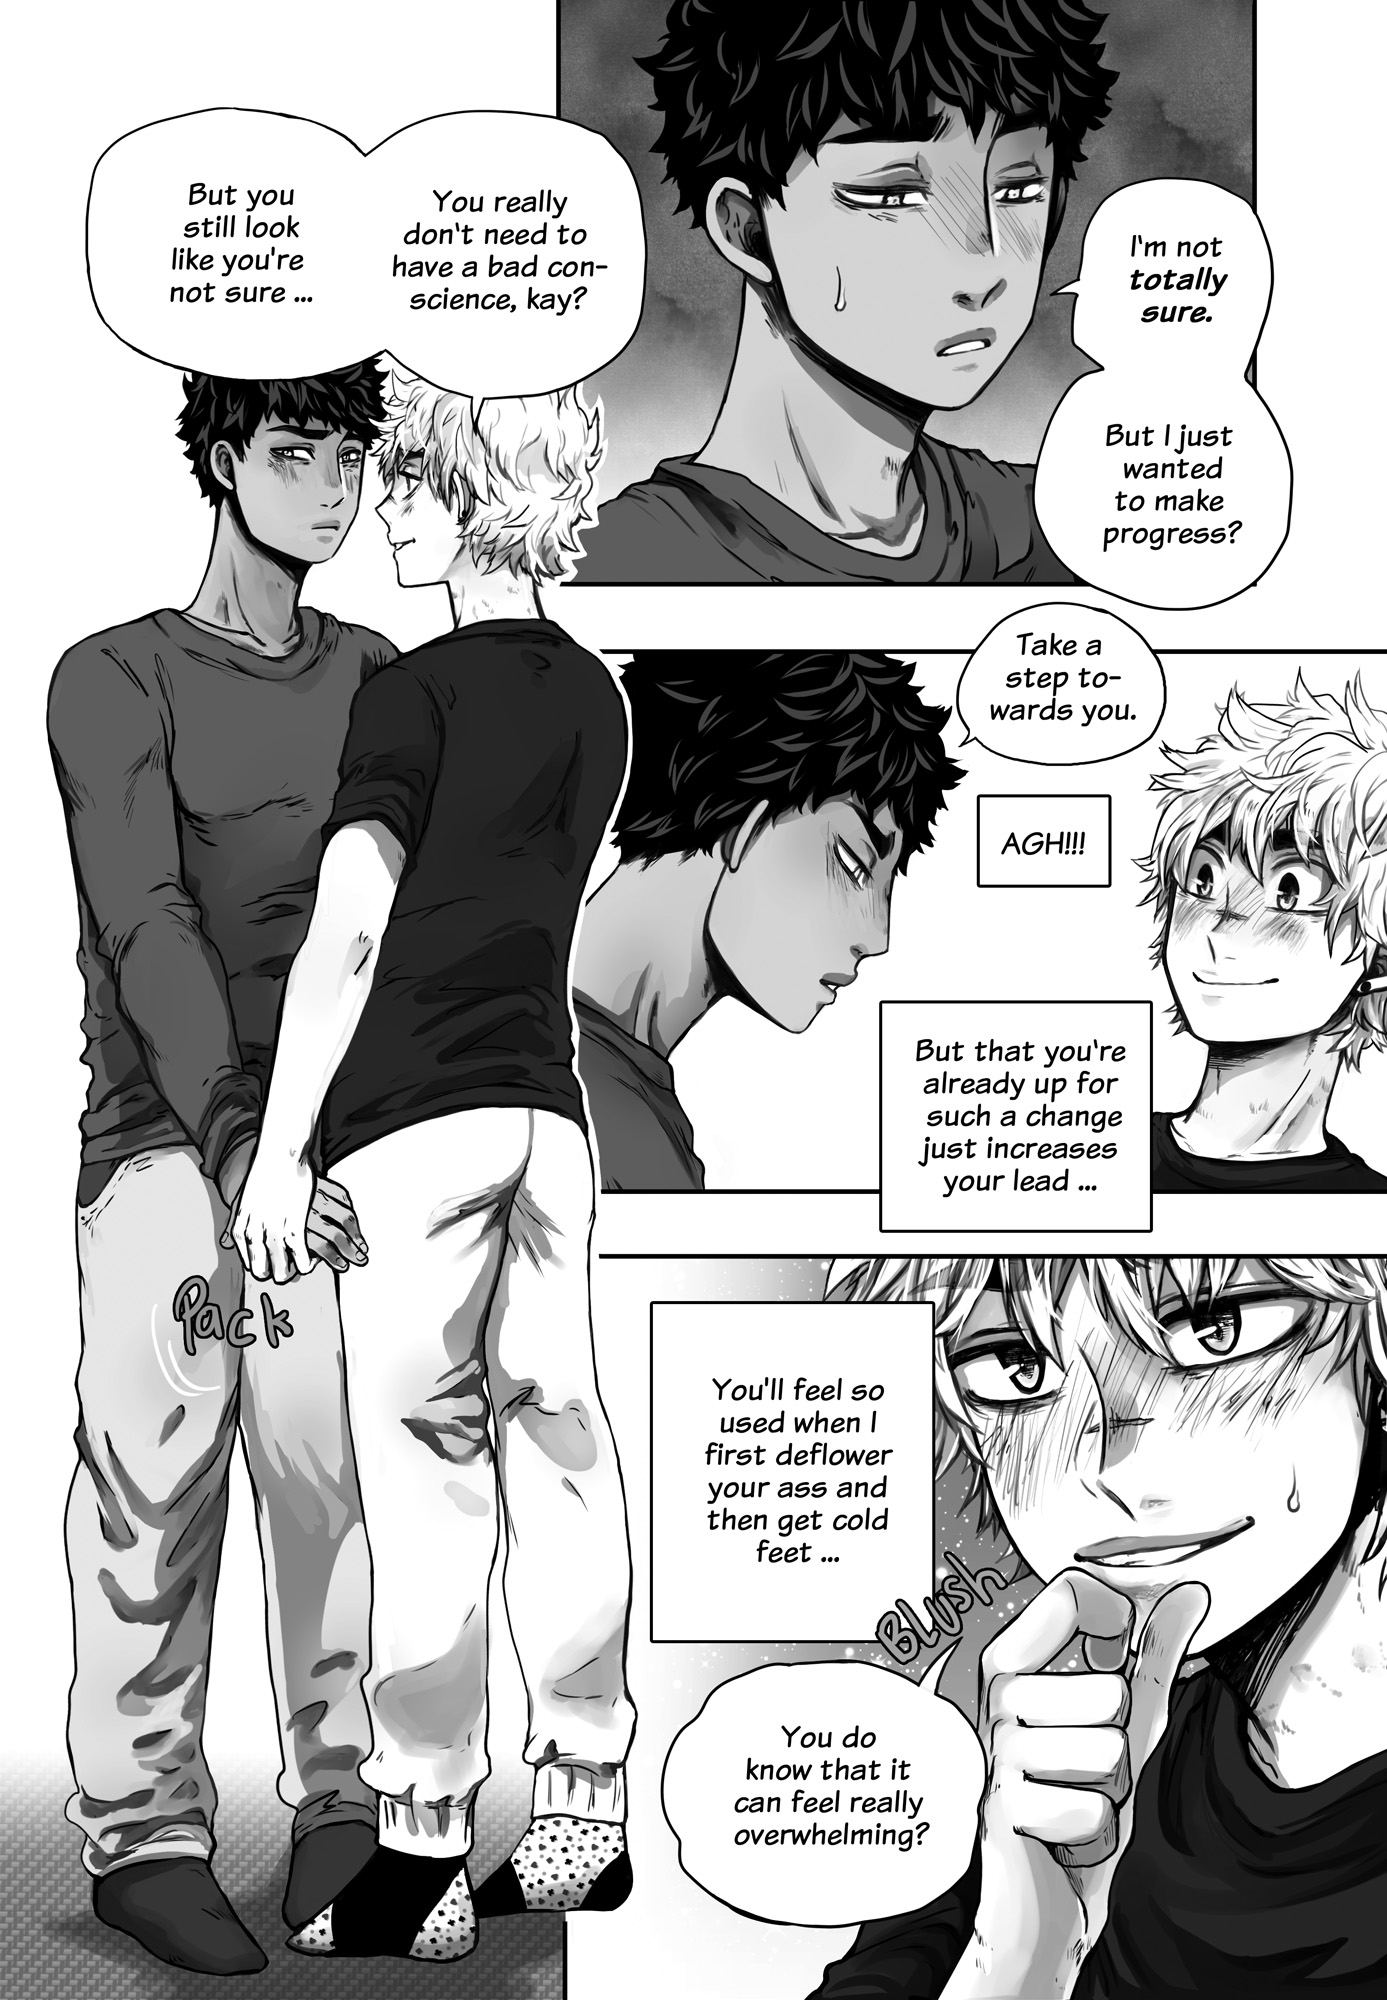 You really
don't need to
have a bad con-
science, kay?
But you
still look
like you're
not sure ...
I'm not
totally
sure.
But I just
wanted
to make
progress?
Take a
step to-
wards you.
AGH!!!
But that you're
already up for
such a change
just increases
your lead ...
Pack
You'll feel so
used when I
first deflower
your ass and
then get cold
feet ...
BLush
You do
know that it
can feel really
overwhelming?